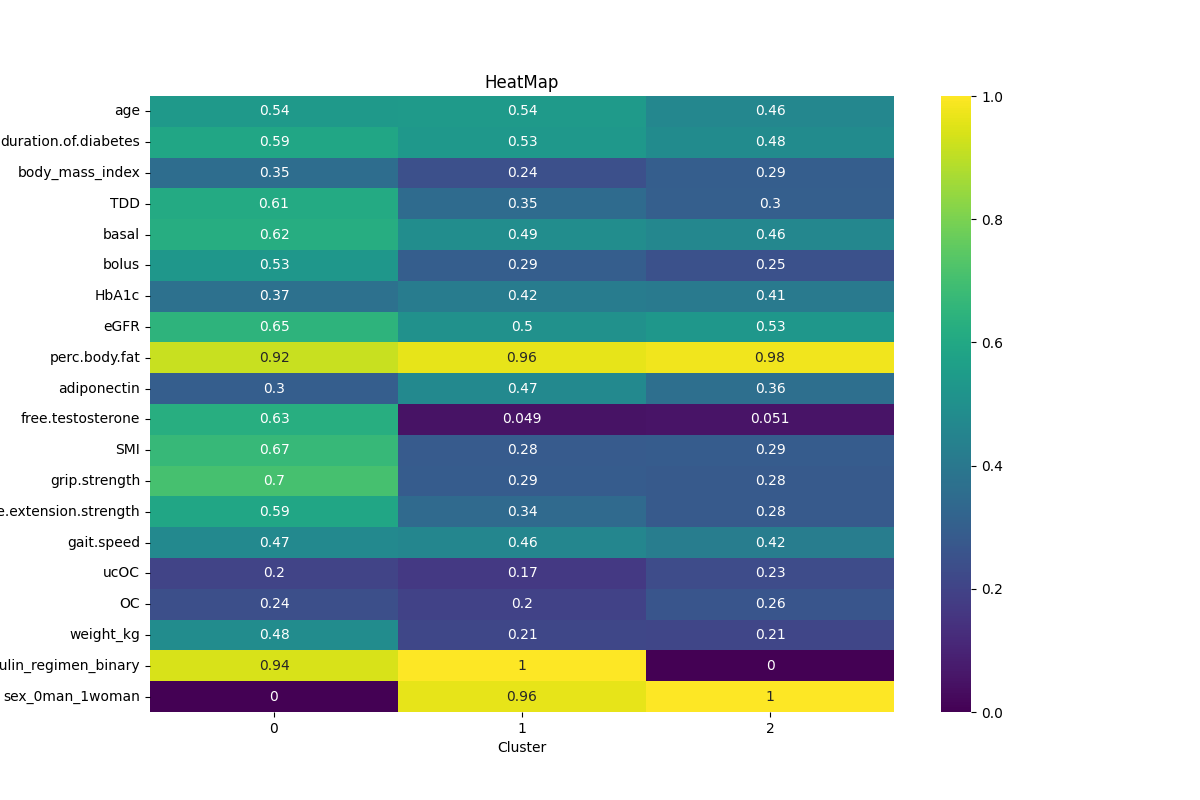 HeatMap
age 0.54 0.54 0.46 1.0
duration.of.diabetes 0.59 0.53 0.48
body_mass_index 0.35 0.24 0.29
TDD 0.61 0.35 0.3 0.8
basal 0.62 0.49 0.46
bolus 0.53 0.29 0.25
HbA1c 0.37 0.42 0.41
eGFR 0.65 0.5 0.53 0.6
perc.body.fat 0.92 0.96 0.98
adiponectin 0.3 0.47 0.36
free.testosterone 0.63 0.049 0.051
SMI 0.67 0.28 0.29 0.4
grip.strength 0.7 0.29 0.28
e.extension.strength 0.59 0.34 0.28
gait.speed 0.47 0.46 0.42
ucOC 0.2 0.17 0.23 0.2
OC 0.24 0.2 0.26
weight_kg 0.48 0.21 0.21
ulin_regimen_binary 0.94 1 0
sex_0man_1woman 0 0.96 1 0.0
0 1 2
Cluster